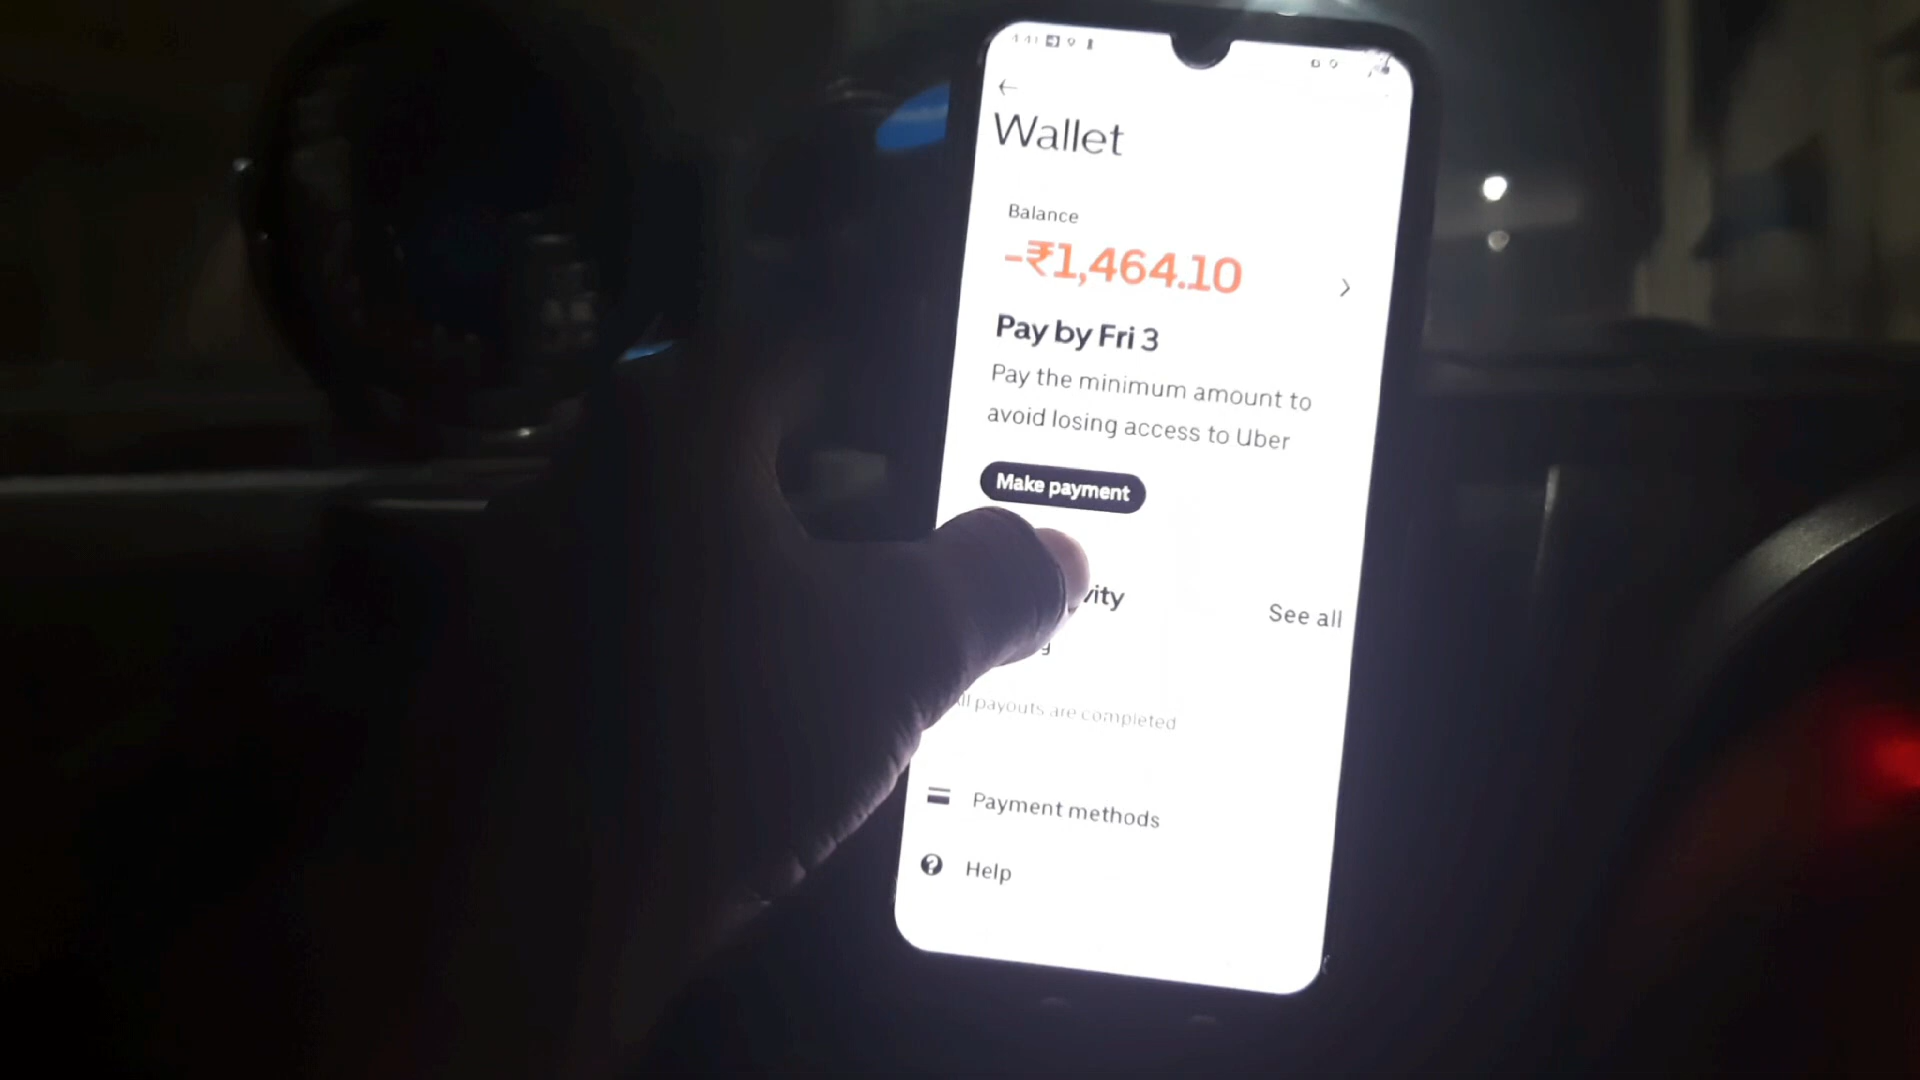 Wallet
Balance
-₹1,464.10
Pay by Fri 3
Pay the minimum amount to
avoid losing access to Uber
Make payment
See all
payouts are completed
Payment methods
Help